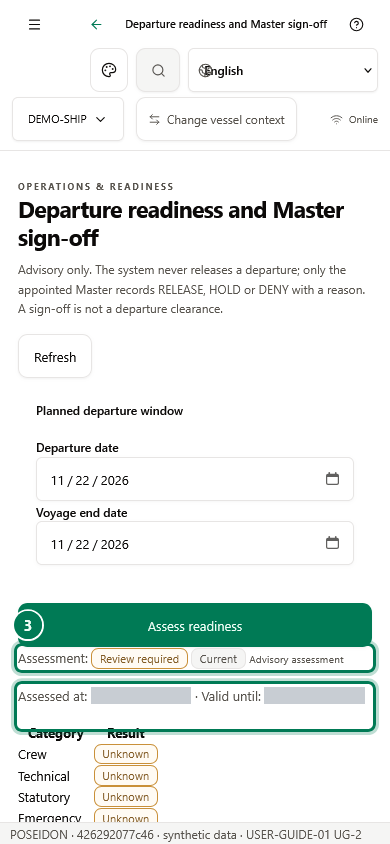 Departure readiness and Master sign-off
English
DEMO-SHIP
Change vessel context
Online
OPERATIONS & READINESS
Departure readiness and Master
sign-off
Advisory only. The system never releases a departure; only the
appointed Master records RELEASE, HOLD or DENY with a reason.
A sign-off is not a departure clearance.
Refresh
Planned departure window
Departure date
11 / 22 / 2026
Voyage end date
11 / 22 / 2026
3
Assess readiness
Assessment: Review required Current Advisory assessment
Assessed at: · Valid until:
Category Result
Crew Unknown
Technical Unknown
Statutory Unknown
Emergency Unknown
POSEIDON · 426292077c46 · synthetic data · USER-GUIDE-01 UG-2